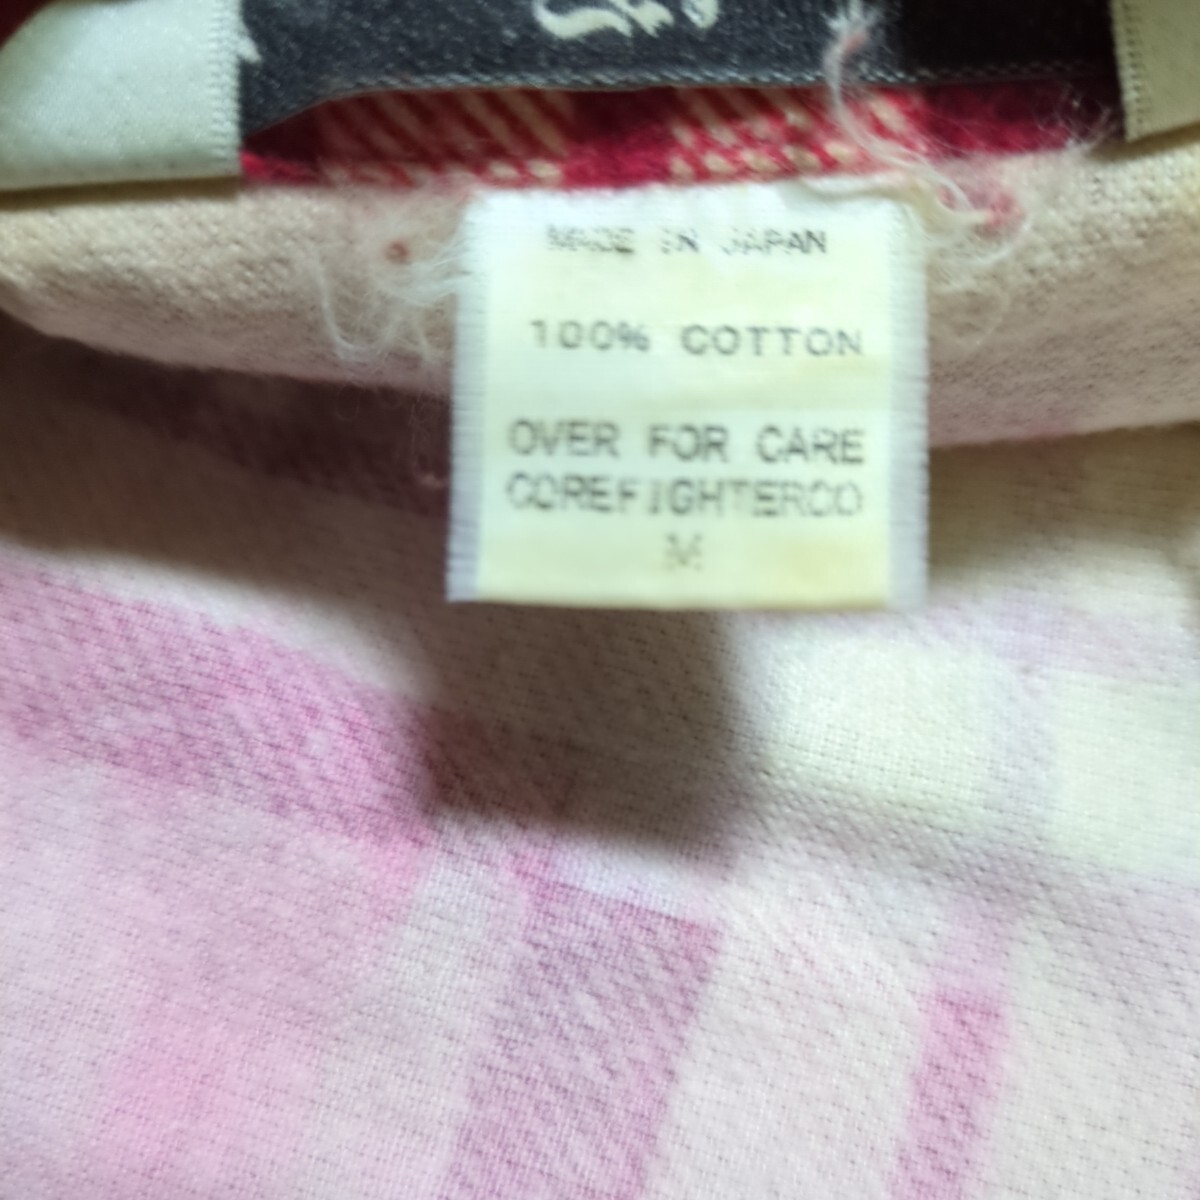 MADE IN JAPAN
100% COTTON
OVER FOR CARE
COREFIGHTERCO
M